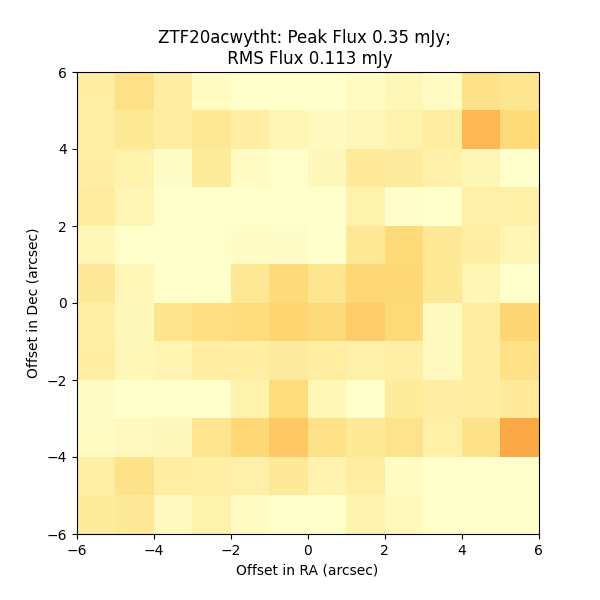 ZTF20acwytht: Peak Flux 0.35 mJy;
RMS Flux 0.113 mJy
6
4
2
0
−2
−4
−6
Offset in Dec (arcsec)
−6 −4 −2 0 2 4 6
Offset in RA (arcsec)